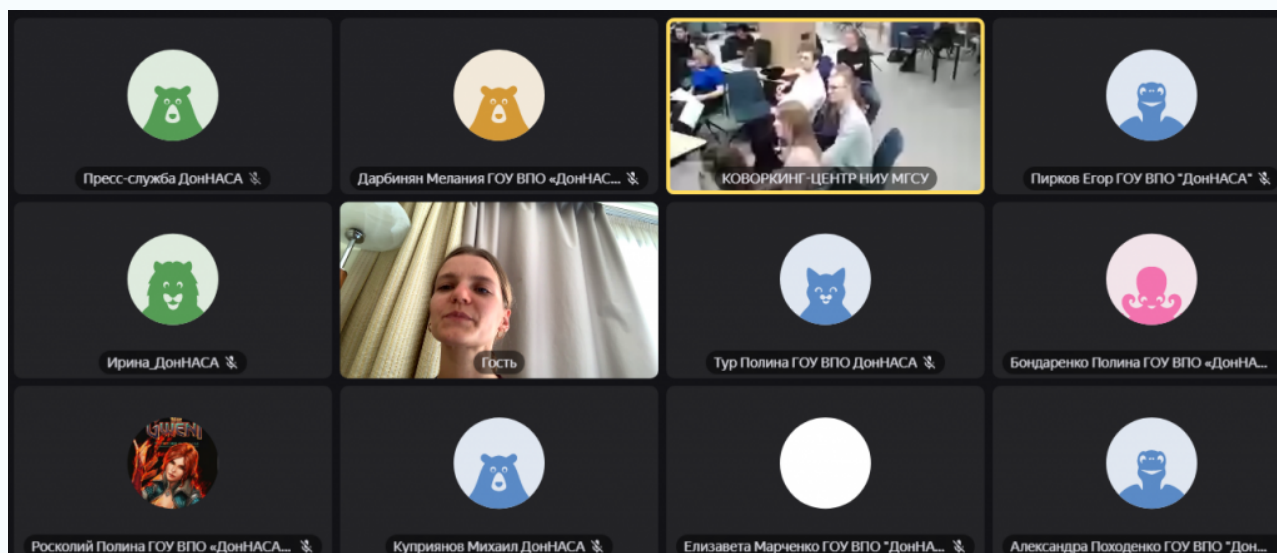 Пресс-служба ДонНАСА
Дарбинян Мелания ГОУ ВПО «ДонНАС...
КОВОРКИНГ-ЦЕНТР НИУ МГСУ
Пирков Егор ГОУ ВПО "ДонНАСА"
Ирина_ДонНАСА
Гость
Тур Полина ГОУ ВПО ДонНАСА
Бондаренко Полина ГОУ ВПО «ДонНА...
GWENT
Росколий Полина ГОУ ВПО «ДонНАСА...
Куприянов Михаил ДонНАСА
Елизавета Марченко ГОУ ВПО "ДонНА...
Александра Походенко ГОУ ВПО "Дон...